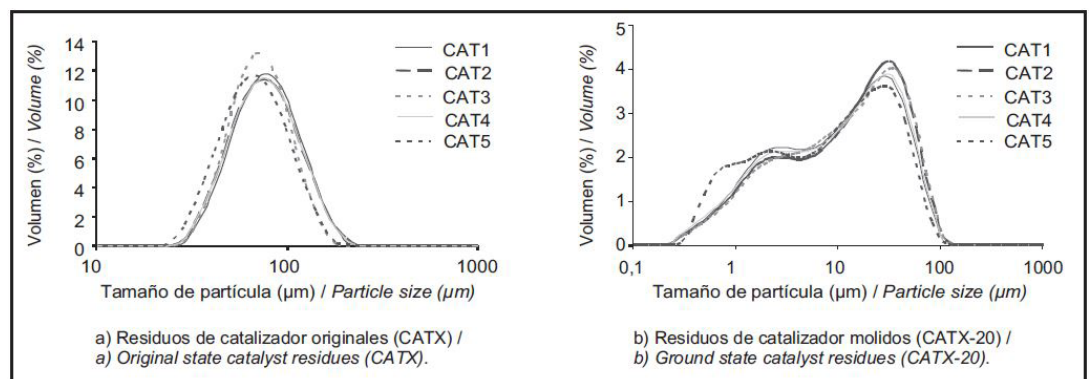 14
12
10
8
6
4
2
0
Volumen (%) / Volume (%)
CAT1
CAT2
CAT3
CAT4
CAT5
10
100
1000
Tamaño de partícula (µm) / Particle size (µm)
a) Residuos de catalizador originales (CATX) /
a) Original state catalyst residues (CATX).
5
4
3
2
1
0
Volumen (%) / Volume (%)
CAT1
CAT2
CAT3
CAT4
CAT5
0,1
1
10
100
1000
Tamaño de partícula (µm) / Particle size (µm)
b) Residuos de catalizador molidos (CATX-20) /
b) Ground state catalyst residues (CATX-20).